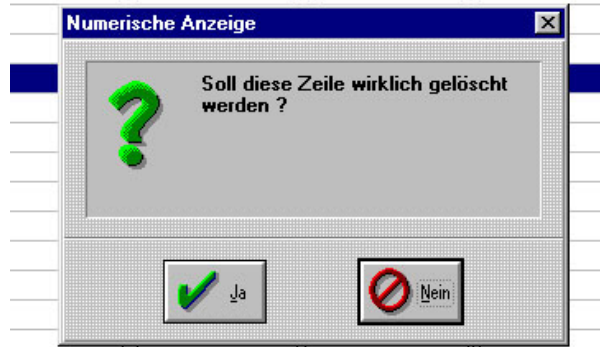 Numerische Anzeige
Soll diese Zeile wirklich gelöscht
werden ?
Ja
Nein